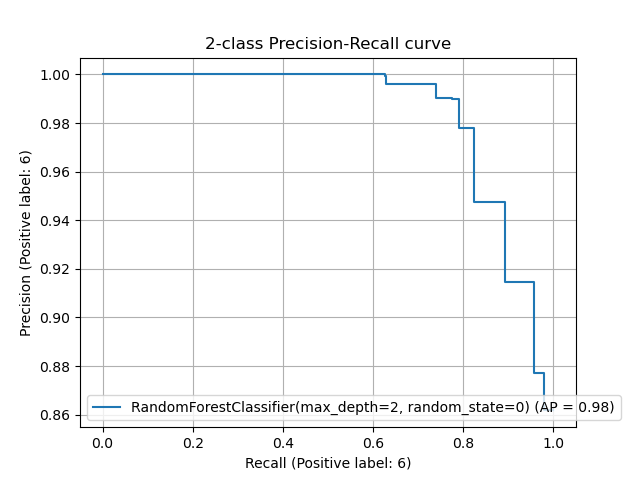 2-class Precision-Recall curve
1.00
0.98
0.96
0.94
0.92
0.90
0.88
0.86
Precision (Positive label: 6)
RandomForestClassifier(max_depth=2, random_state=0) (AP = 0.98)
0.0 0.2 0.4 0.6 0.8 1.0
Recall (Positive label: 6)